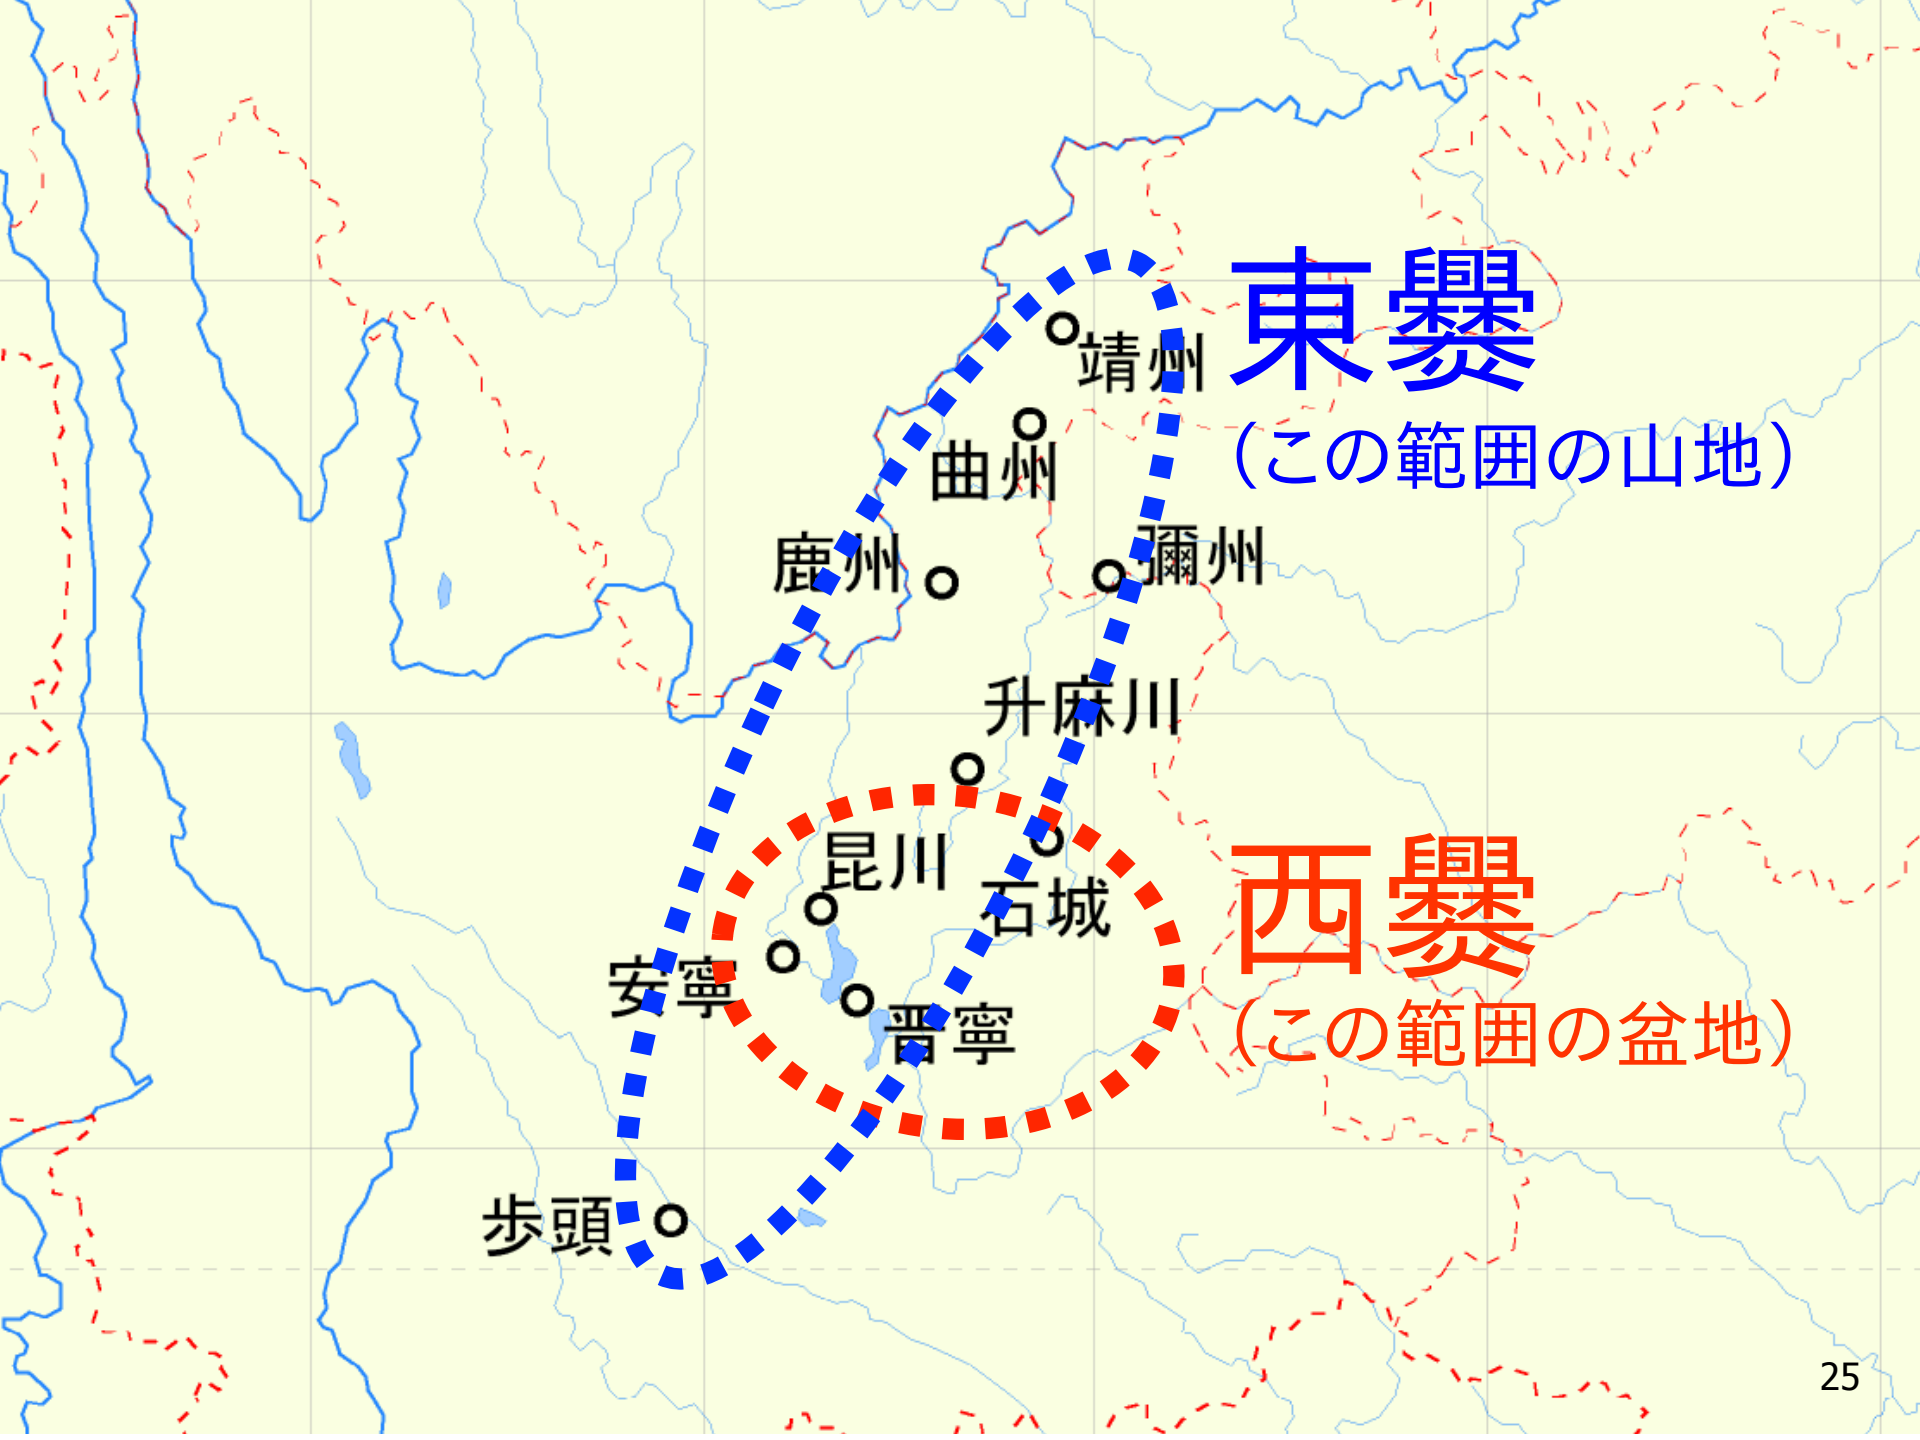 東爨
（この範囲の山地）
靖州
曲州
鹿州
彌州
升麻川
西爨
（この範囲の盆地）
昆川
石城
安寧
晋寧
歩頭
25